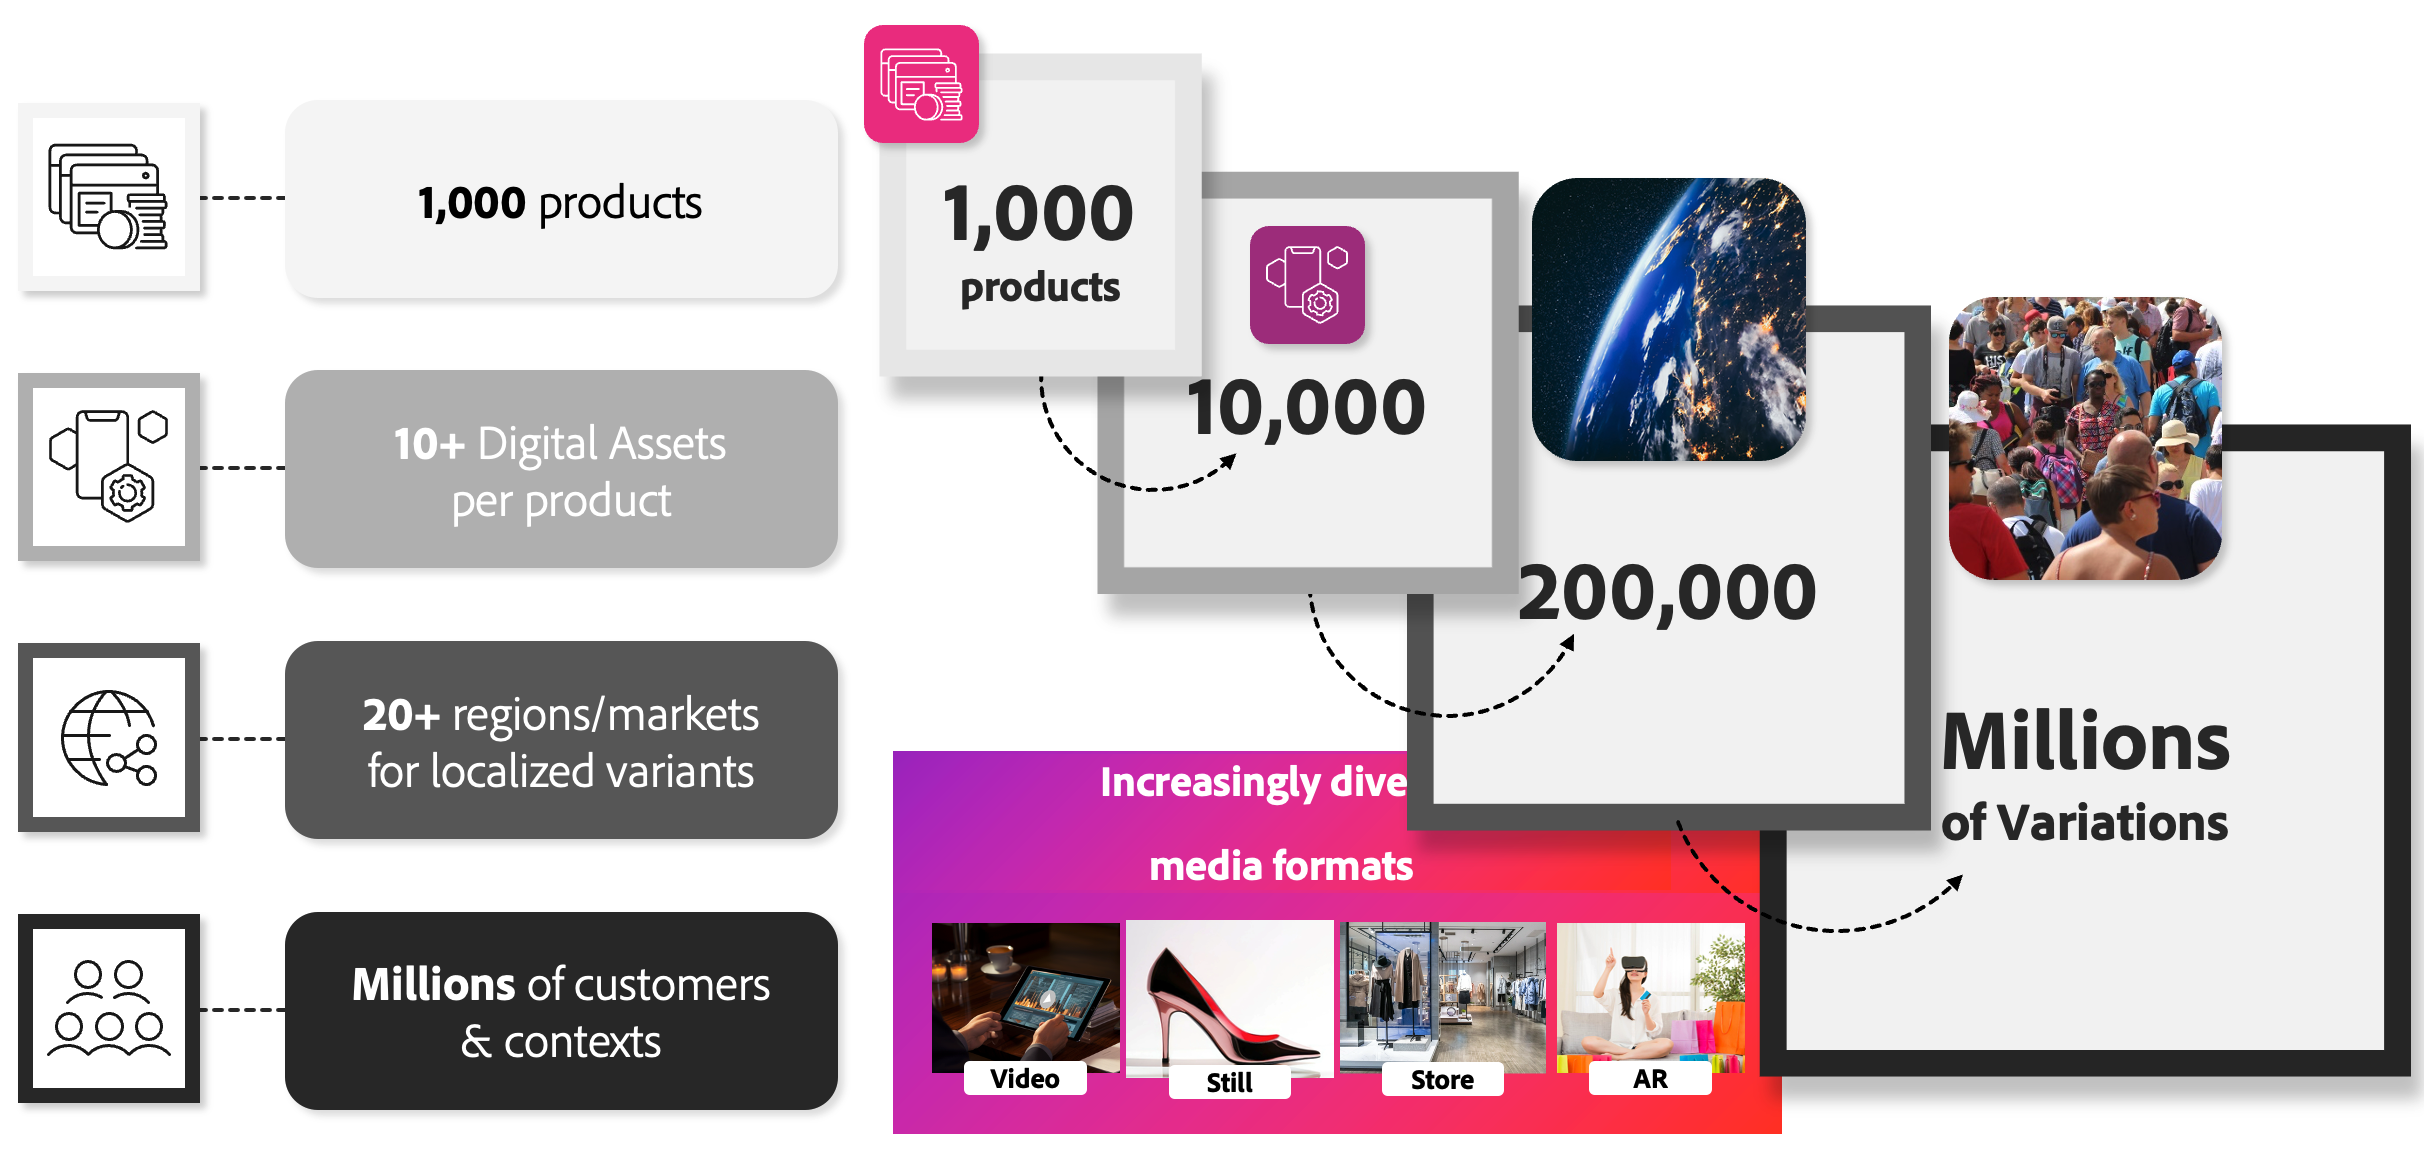 1,000 products
10+ Digital Assets
per product
20+ regions/markets
for localized variants
Millions of customers
& contexts
1,000
products
10,000
200,000
Millions
of Variations
Increasingly dive
media formats
Video
Still
Store
AR